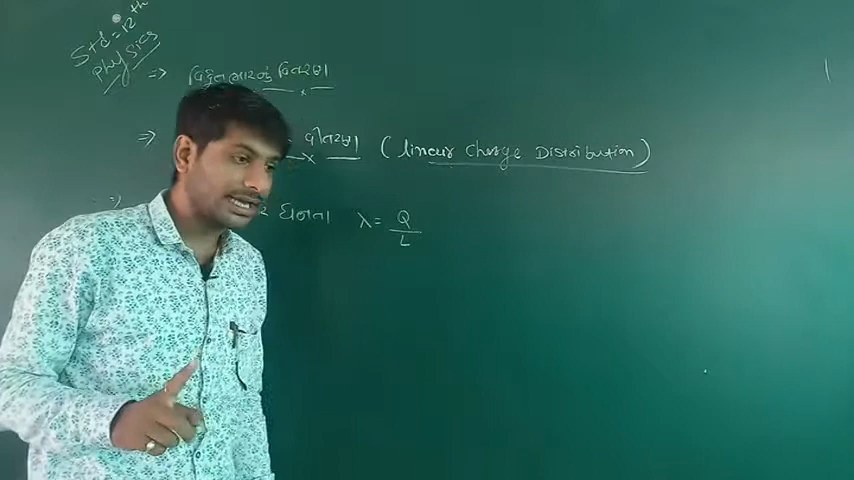 Std = 12th
Physics
⇒ વિદ્યુતભારનું વિતરણ
⇒ વિતરણ (linear Charge Distribution)
⇒ ઘનતા λ = Q/L